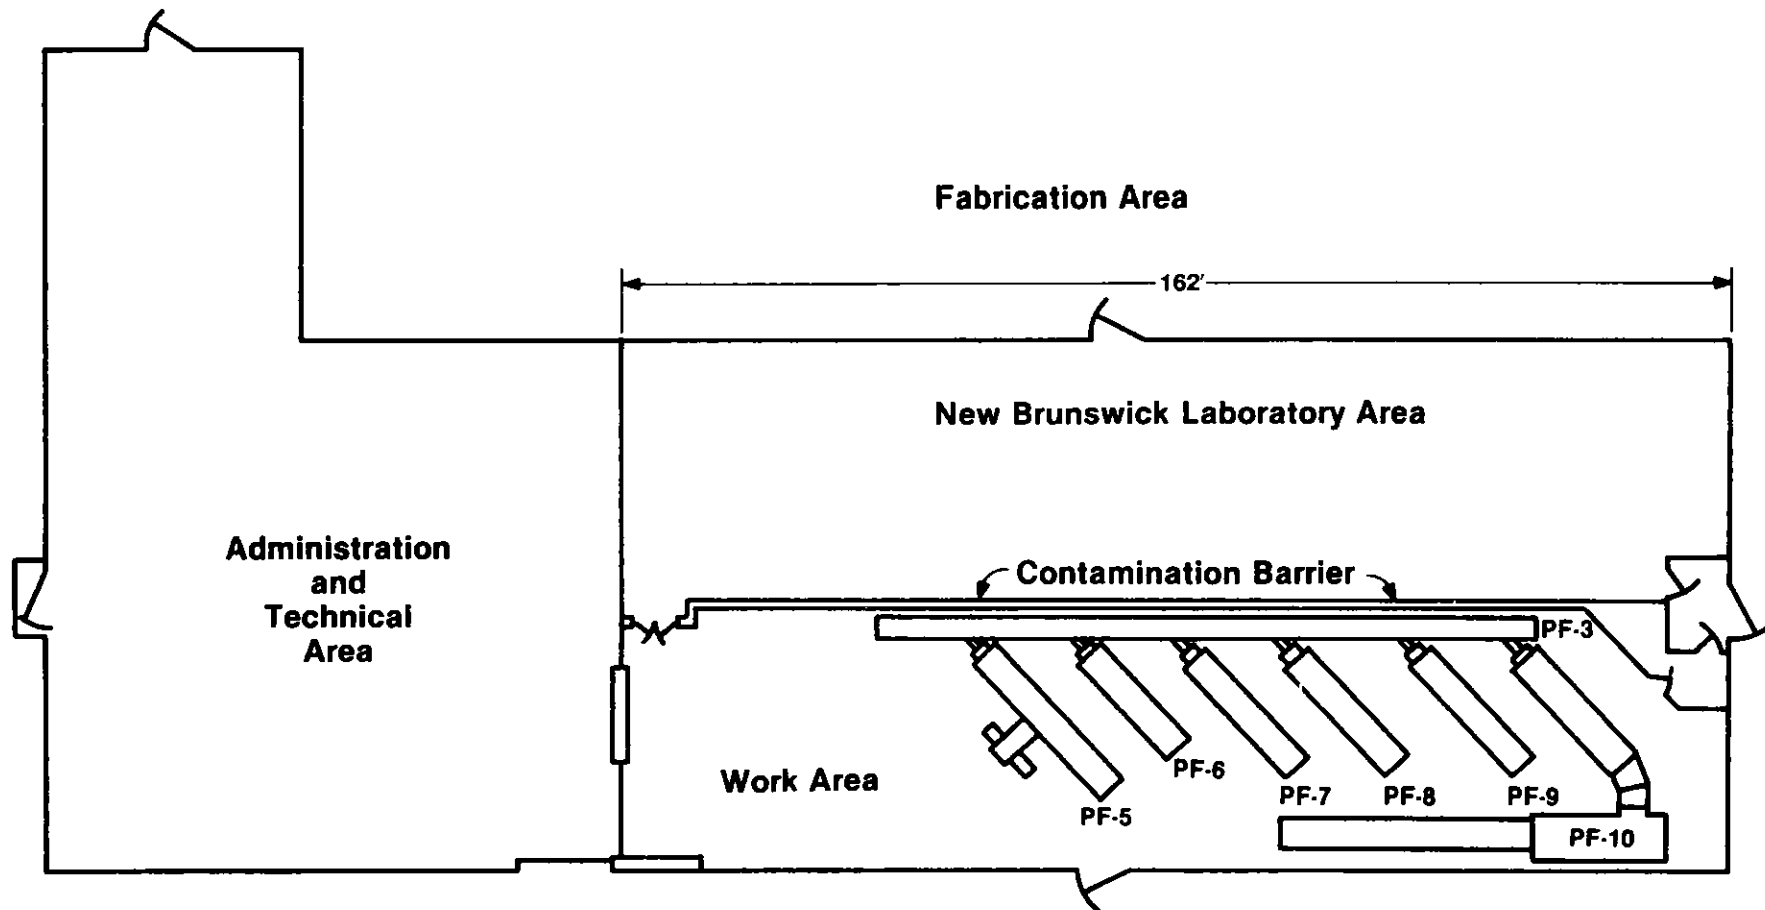 Fabrication Area
162'
New Brunswick Laboratory Area
Administration
and
Technical
Area
Contamination Barrier
PF-3
Work Area
PF-5
PF-6
PF-7
PF-8
PF-9
PF-10